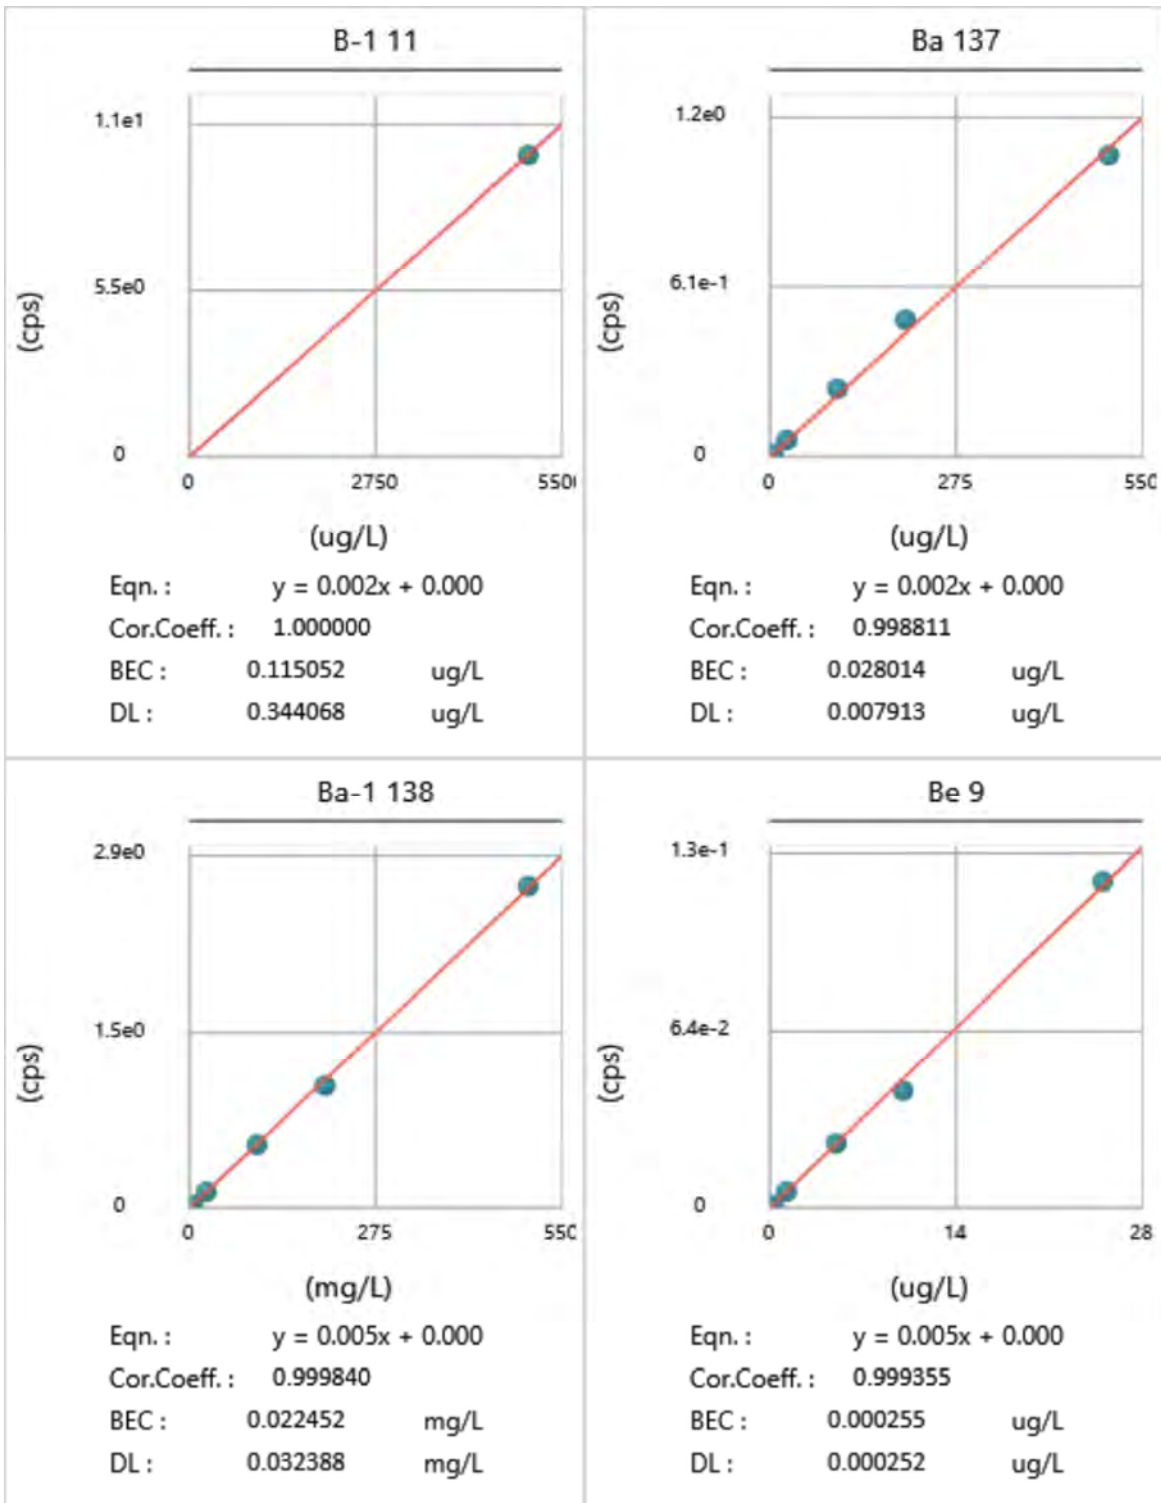 B-1 11
1.1e1
5.5e0
0
(cps)
0 2750 550
(ug/L)
Eqn. : y = 0.002x + 0.000
Cor.Coeff. : 1.000000
BEC : 0.115052 ug/L
DL : 0.344068 ug/L
Ba 137
1.2e0
6.1e-1
0
(cps)
0 275 550
(ug/L)
Eqn. : y = 0.002x + 0.000
Cor.Coeff. : 0.998811
BEC : 0.028014 ug/L
DL : 0.007913 ug/L
Ba-1 138
2.9e0
1.5e0
0
(cps)
0 275 550
(mg/L)
Eqn. : y = 0.005x + 0.000
Cor.Coeff. : 0.999840
BEC : 0.022452 mg/L
DL : 0.032388 mg/L
Be 9
1.3e-1
6.4e-2
0
(cps)
0 14 28
(ug/L)
Eqn. : y = 0.005x + 0.000
Cor.Coeff. : 0.999355
BEC : 0.000255 ug/L
DL : 0.000252 ug/L